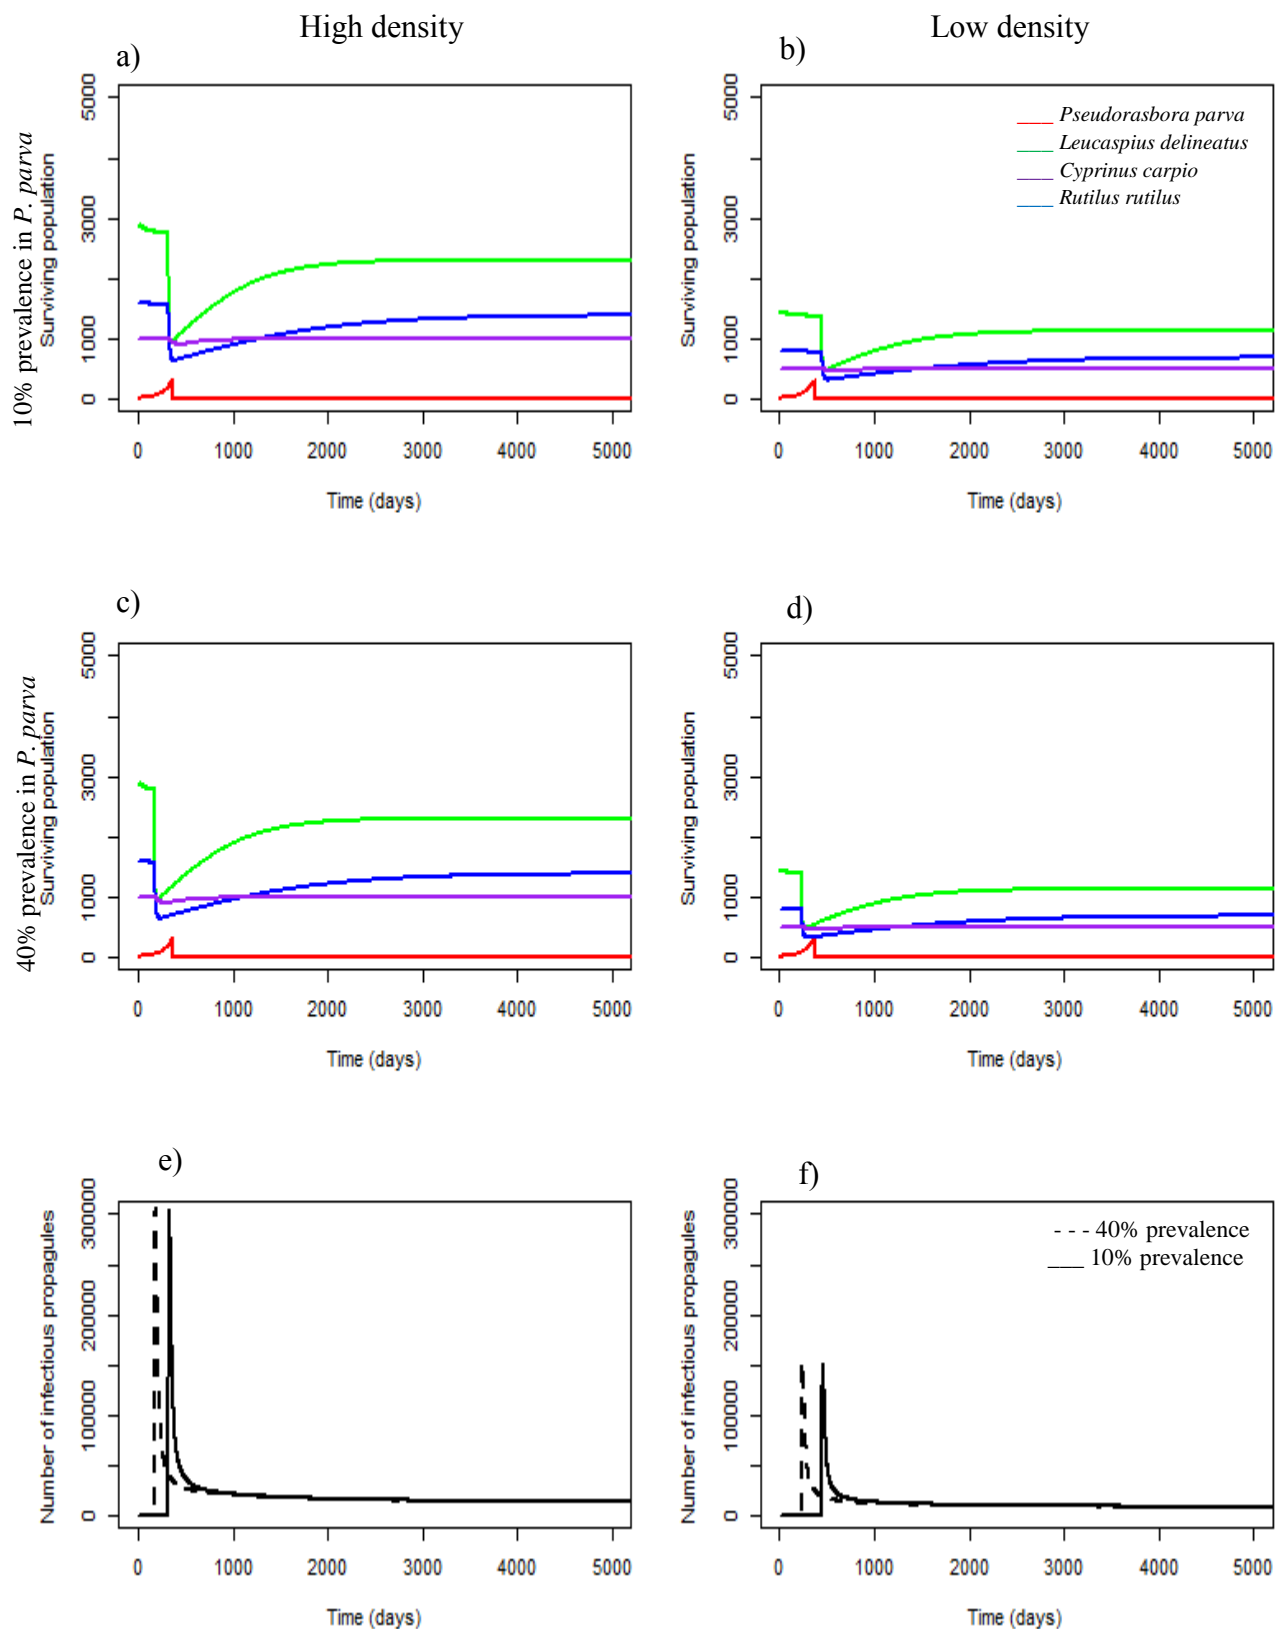 High density
Low density
a)
b)
10% prevalence in P. parva
Surviving population
5000
3000
1000
0
0 1000 2000 3000 4000 5000
Time (days)
Surviving population
5000
3000
1000
0
___ Pseudorasbora parva
___ Leucaspius delineatus
___ Cyprinus carpio
___ Rutilus rutilus
0 1000 2000 3000 4000 5000
Time (days)
c)
d)
40% prevalence in P. parva
Surviving population
5000
3000
1000
0
0 1000 2000 3000 4000 5000
Time (days)
Surviving population
5000
3000
1000
0
0 1000 2000 3000 4000 5000
Time (days)
e)
f)
Number of infectious propagules
300000
200000
100000
0
0 1000 2000 3000 4000 5000
Time (days)
Number of infectious propagules
300000
200000
100000
0
- - - 40% prevalence
___ 10% prevalence
0 1000 2000 3000 4000 5000
Time (days)